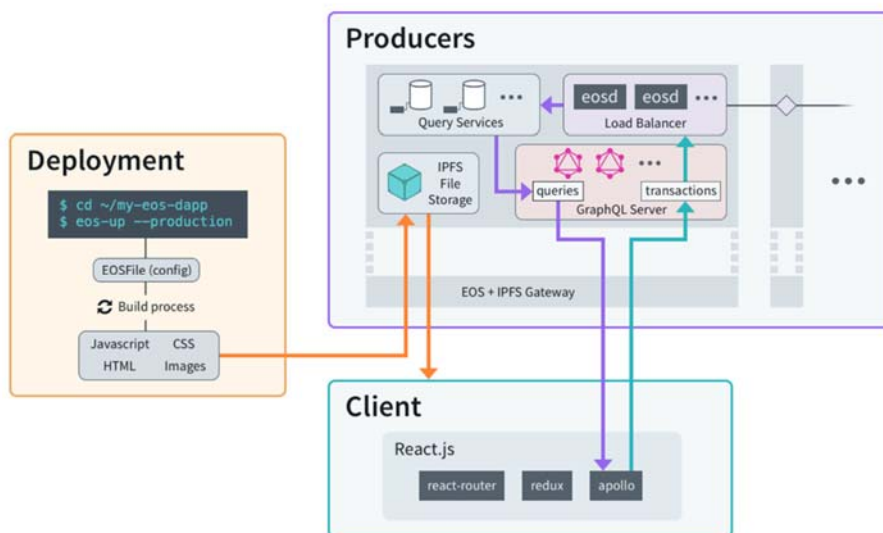 Producers
eosd eosd
Query Services
Load Balancer
IPFS
File
Storage
queries transactions
GraphQL Server
EOS + IPFS Gateway
Deployment
$ cd ~/my-eos-dapp
$ eos-up --production
EOSFile (config)
Build process
Javascript CSS
HTML Images
Client
React.js
react-router redux apollo